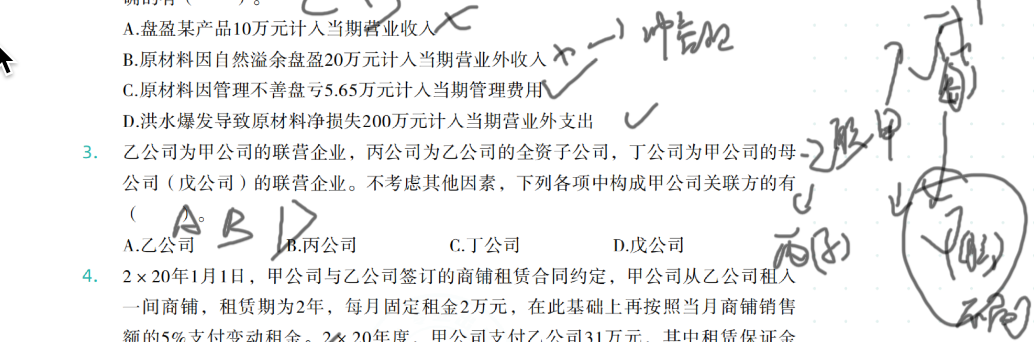 确的有（　　）。
A.盘盈某产品10万元计入当期营业收入
B.原材料因自然溢余盘盈20万元计入当期营业外收入
C.原材料因管理不善盘亏5.65万元计入当期管理费用
D.洪水爆发导致原材料净损失200万元计入当期营业外支出
3. 乙公司为甲公司的联营企业，丙公司为乙公司的全资子公司，丁公司为甲公司的母
公司（戊公司）的联营企业。不考虑其他因素，下列各项中构成甲公司关联方的有
（　　）。
A B D
A.乙公司 B.丙公司 C.丁公司 D.戊公司
4. 2×20年1月1日，甲公司与乙公司签订的商铺租赁合同约定，甲公司从乙公司租入
一间商铺，租赁期为2年，每月固定租金2万元，在此基础上再按照当月商铺销售
额的5%支付变动租金。2×20年度，甲公司支付乙公司31万元，其中租赁保证金
甲
丙(子)